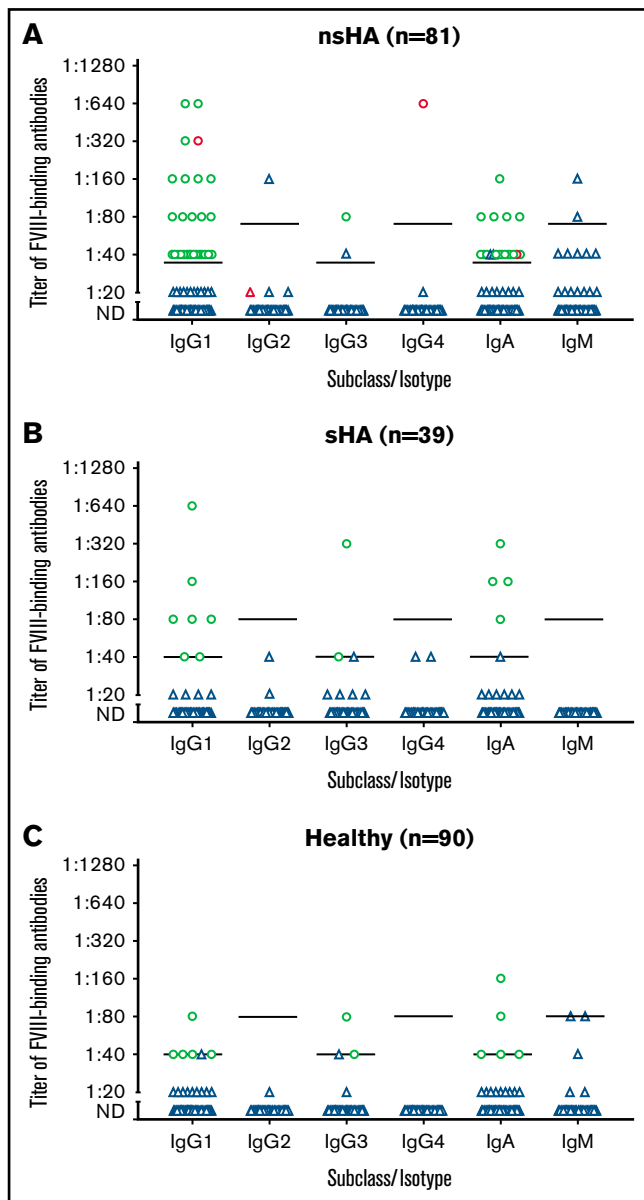 A
nsHA (n=81)
Titer of FVIII-binding antibodies
1:1280
1:640
1:320
1:160
1:80
1:40
1:20
ND
IgG1 IgG2 IgG3 IgG4 IgA IgM
Subclass/Isotype
B
sHA (n=39)
Titer of FVIII-binding antibodies
1:1280
1:640
1:320
1:160
1:80
1:40
1:20
ND
IgG1 IgG2 IgG3 IgG4 IgA IgM
Subclass/Isotype
C
Healthy (n=90)
Titer of FVIII-binding antibodies
1:1280
1:640
1:320
1:160
1:80
1:40
1:20
ND
IgG1 IgG2 IgG3 IgG4 IgA IgM
Subclass/Isotype